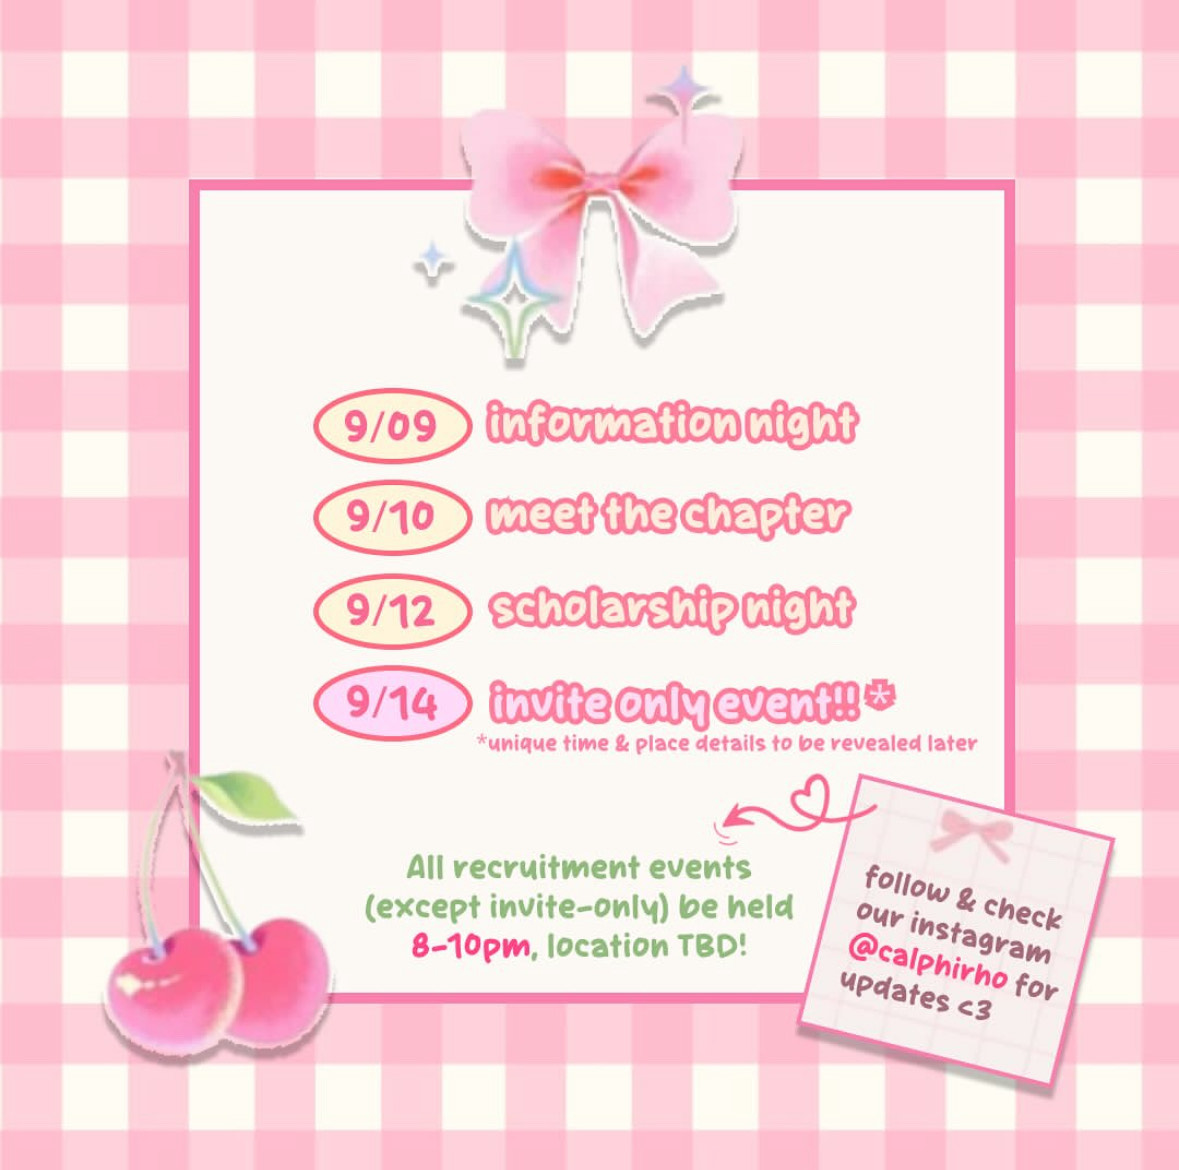 9/09 information night
9/10 meet the chapter
9/12 scholarship night
9/14 invite only event!!*
*unique time & place details to be revealed later
All recruitment events
(except invite-only) be held
8-10pm, location TBD!
follow & check
our instagram
@calphirho for
updates <3